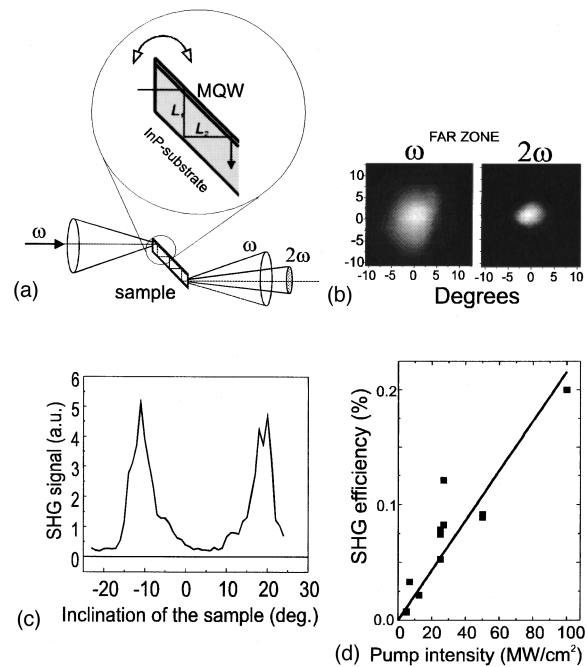 (a)
MQW
L₁
L₂
InP-substrate
ω
ω
2ω
sample
(b)
FAR ZONE
ω
2ω
10
5
0
-5
-10
-10 -5 0 5 10
-10 -5 0 5 10
Degrees
(c)
SHG signal (a.u.)
6
5
4
3
2
1
0
-20 -10 0 10 20 30
Inclination of the sample (deg.)
(d)
SHG efficiency (%)
0.2
0.1
0.0
0 20 40 60 80 100
Pump intensity (MW/cm²)